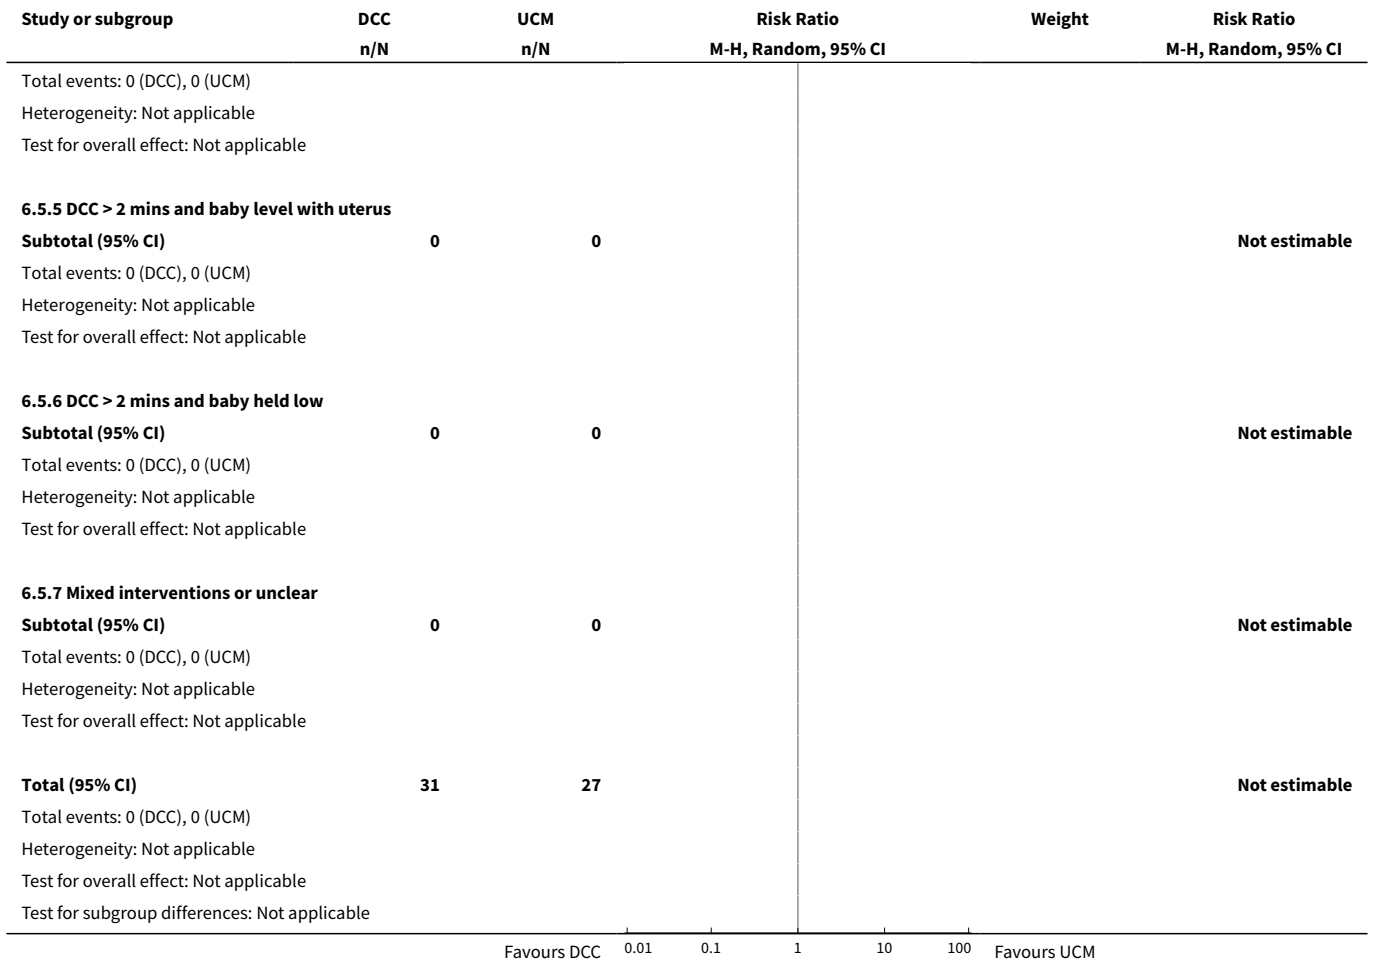 Study or subgroup DCC UCM Risk Ratio Weight Risk Ratio
n/N n/N M-H, Random, 95% CI M-H, Random, 95% CI
Total events: 0 (DCC), 0 (UCM)
Heterogeneity: Not applicable
Test for overall effect: Not applicable
6.5.5 DCC > 2 mins and baby level with uterus
Subtotal (95% CI) 0 0 Not estimable
Total events: 0 (DCC), 0 (UCM)
Heterogeneity: Not applicable
Test for overall effect: Not applicable
6.5.6 DCC > 2 mins and baby held low
Subtotal (95% CI) 0 0 Not estimable
Total events: 0 (DCC), 0 (UCM)
Heterogeneity: Not applicable
Test for overall effect: Not applicable
6.5.7 Mixed interventions or unclear
Subtotal (95% CI) 0 0 Not estimable
Total events: 0 (DCC), 0 (UCM)
Heterogeneity: Not applicable
Test for overall effect: Not applicable
Total (95% CI) 31 27 Not estimable
Total events: 0 (DCC), 0 (UCM)
Heterogeneity: Not applicable
Test for overall effect: Not applicable
Test for subgroup differences: Not applicable
Favours DCC 0.01 0.1 1 10 100 Favours UCM